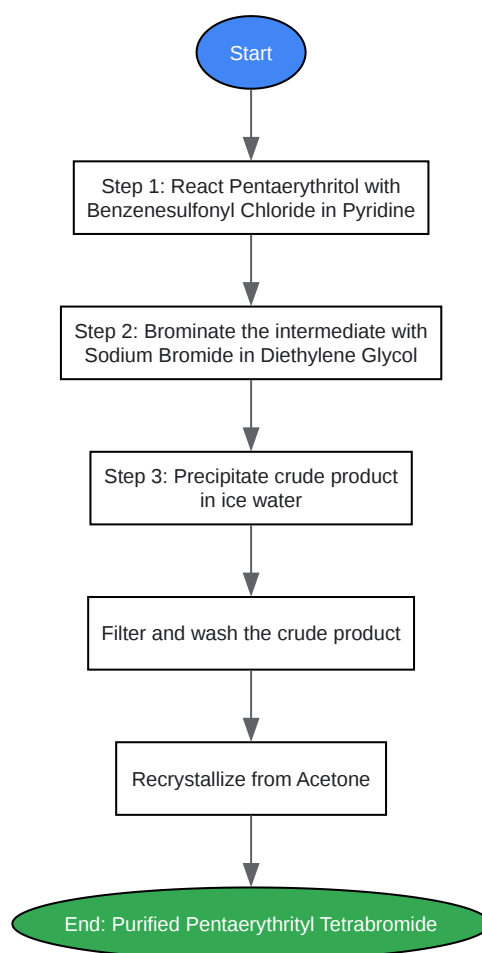 Start
Step 1: React Pentaerythritol with
Benzenesulfonyl Chloride in Pyridine
Step 2: Brominate the intermediate with
Sodium Bromide in Diethylene Glycol
Step 3: Precipitate crude product
in ice water
Filter and wash the crude product
Recrystallize from Acetone
End: Purified Pentaerythrityl Tetrabromide